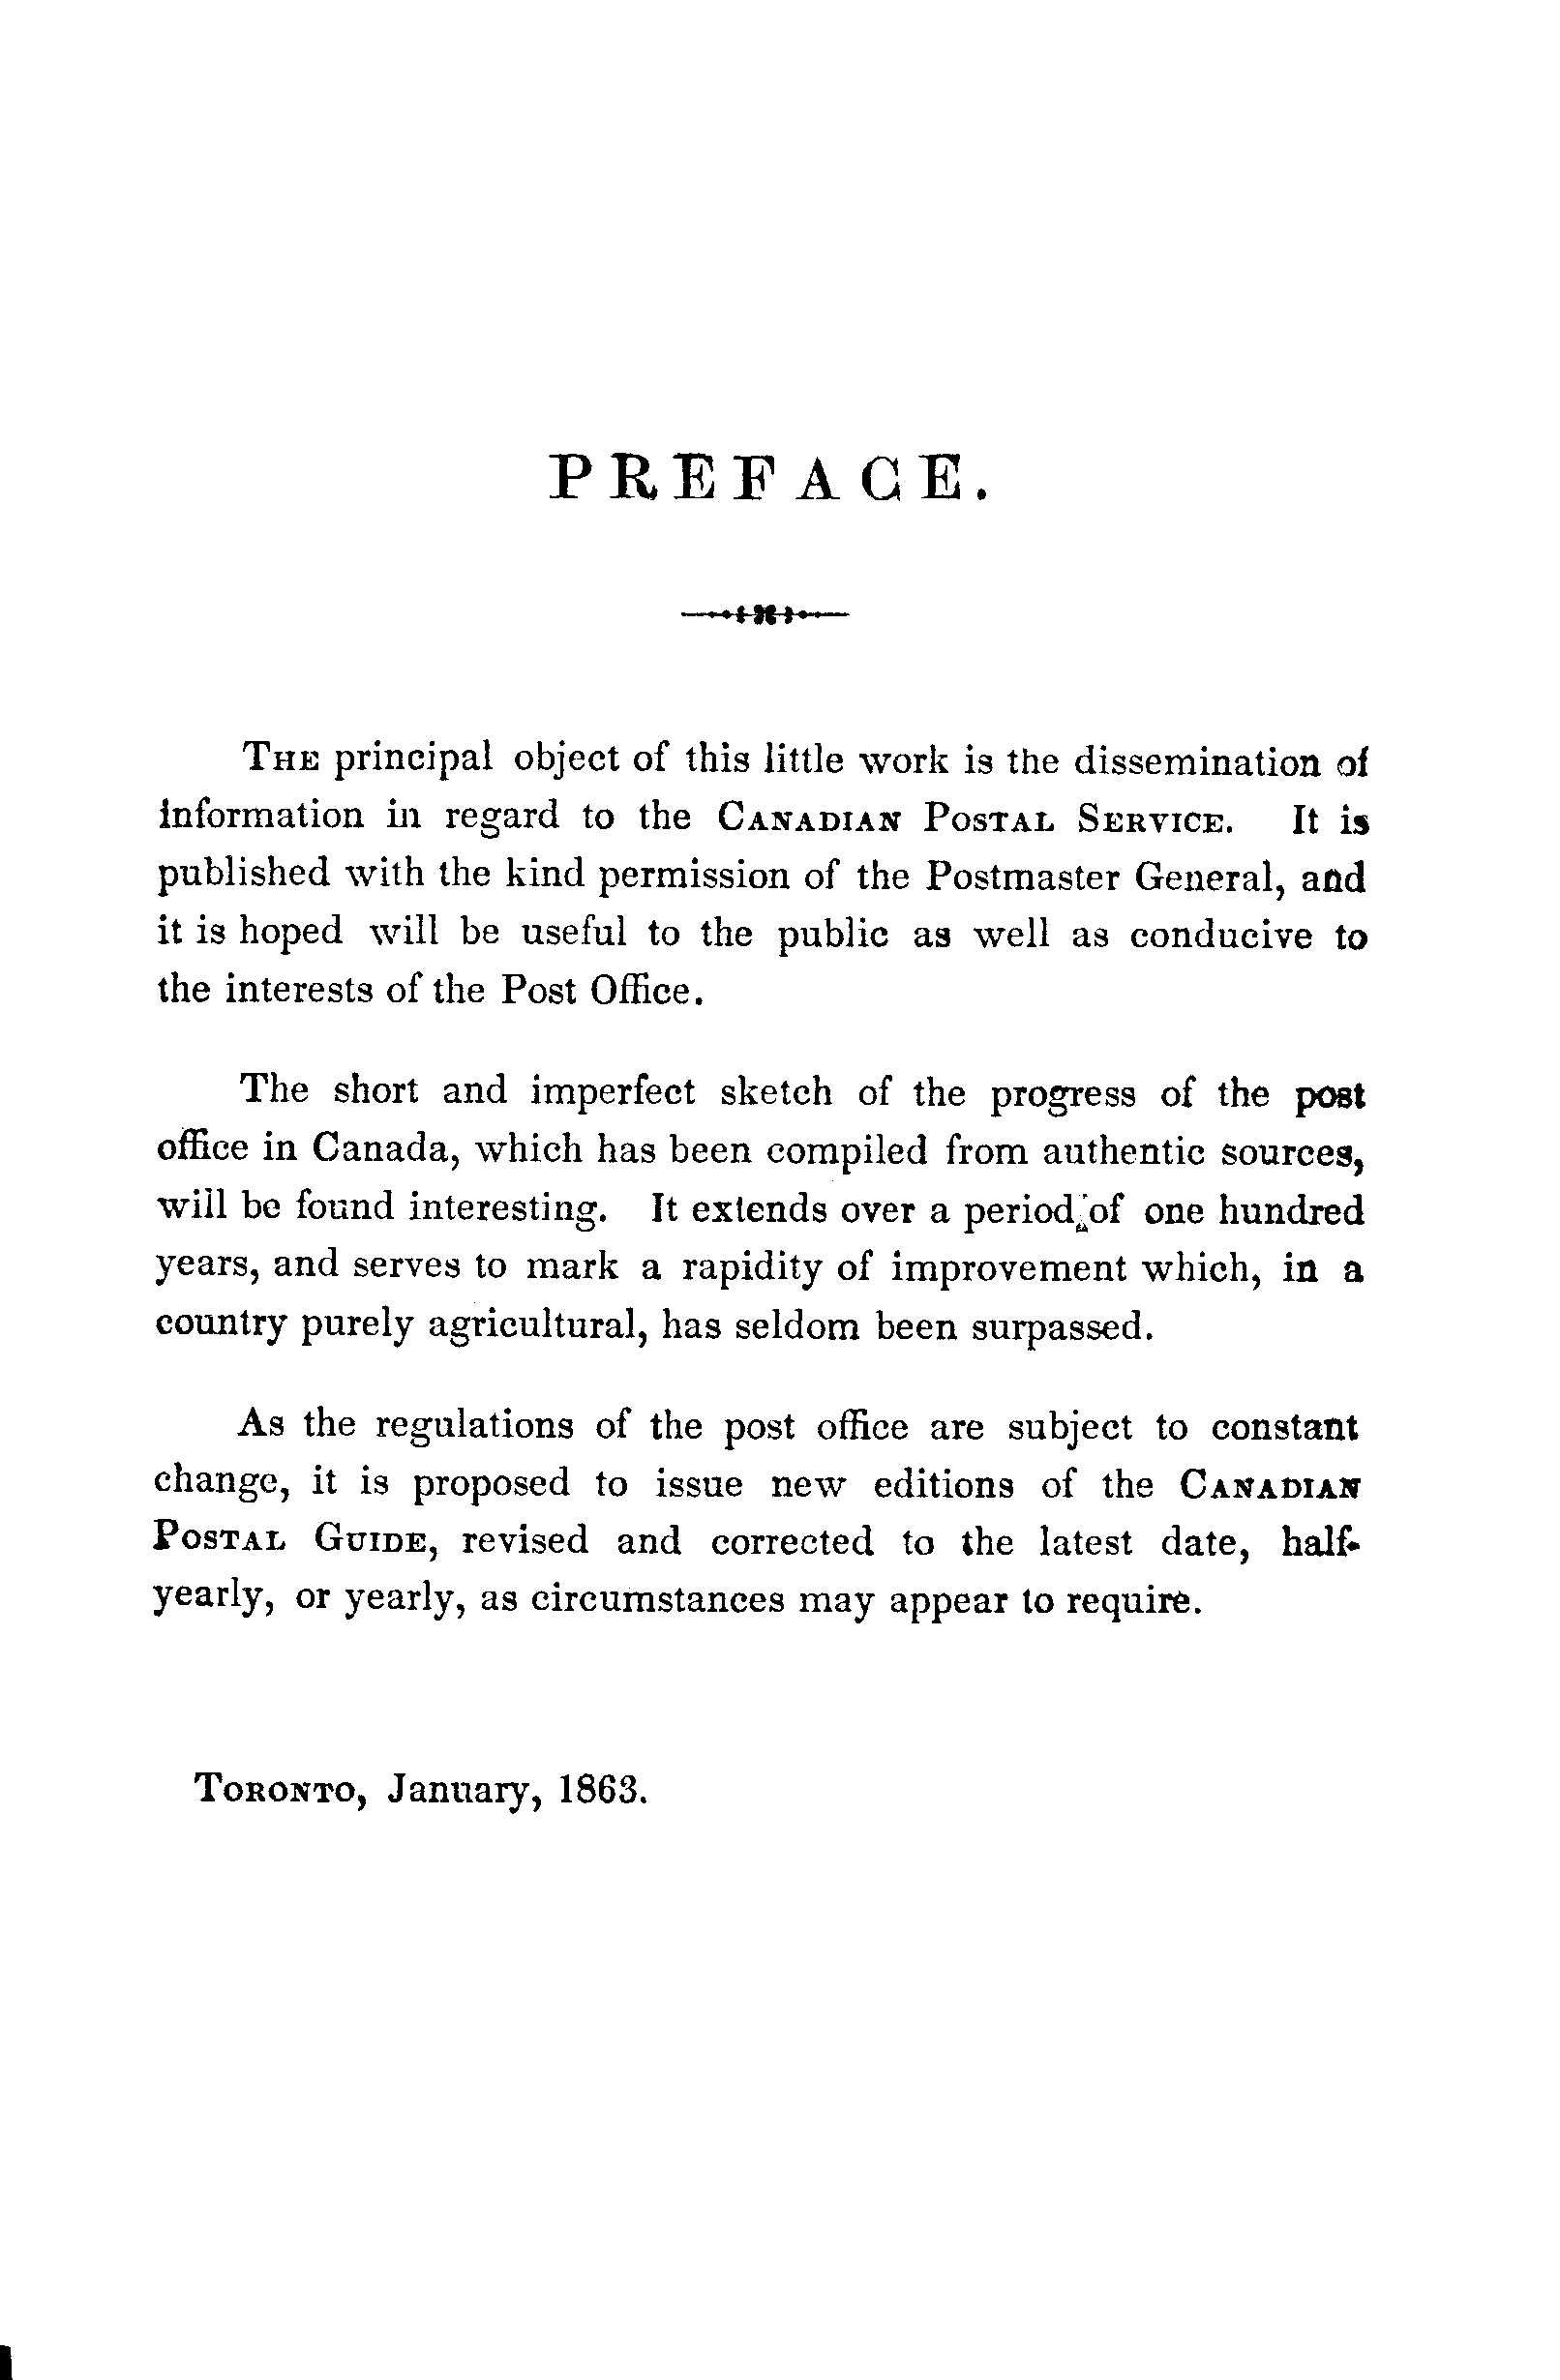 PREFACE.
THE principal object of this little work is the dissemination of
information in regard to the CANADIAN POSTAL SERVICE. It is
published with the kind permission of the Postmaster General, and
it is hoped will be useful to the public as well as conducive to
the interests of the Post Office.
The short and imperfect sketch of the progress of the post
office in Canada, which has been compiled from authentic sources,
will be found interesting. It extends over a period of one hundred
years, and serves to mark a rapidity of improvement which, in a
country purely agricultural, has seldom been surpassed.
As the regulations of the post office are subject to constant
change, it is proposed to issue new editions of the CANADIAN
POSTAL GUIDE, revised and corrected to the latest date, half-
yearly, or yearly, as circumstances may appear to require.
TORONTO, January, 1863.